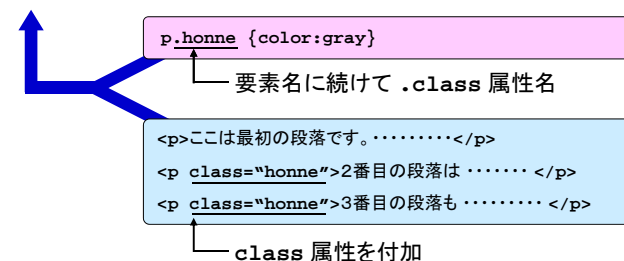 p.honne {color:gray}
要素名に続けて .class 属性名
<p>ここは最初の段落です。･････････</p>
<p class=“honne”>2番目の段落は ･･･････ </p>
<p class=“honne”>3番目の段落も ･････････ </p>
class 属性を付加